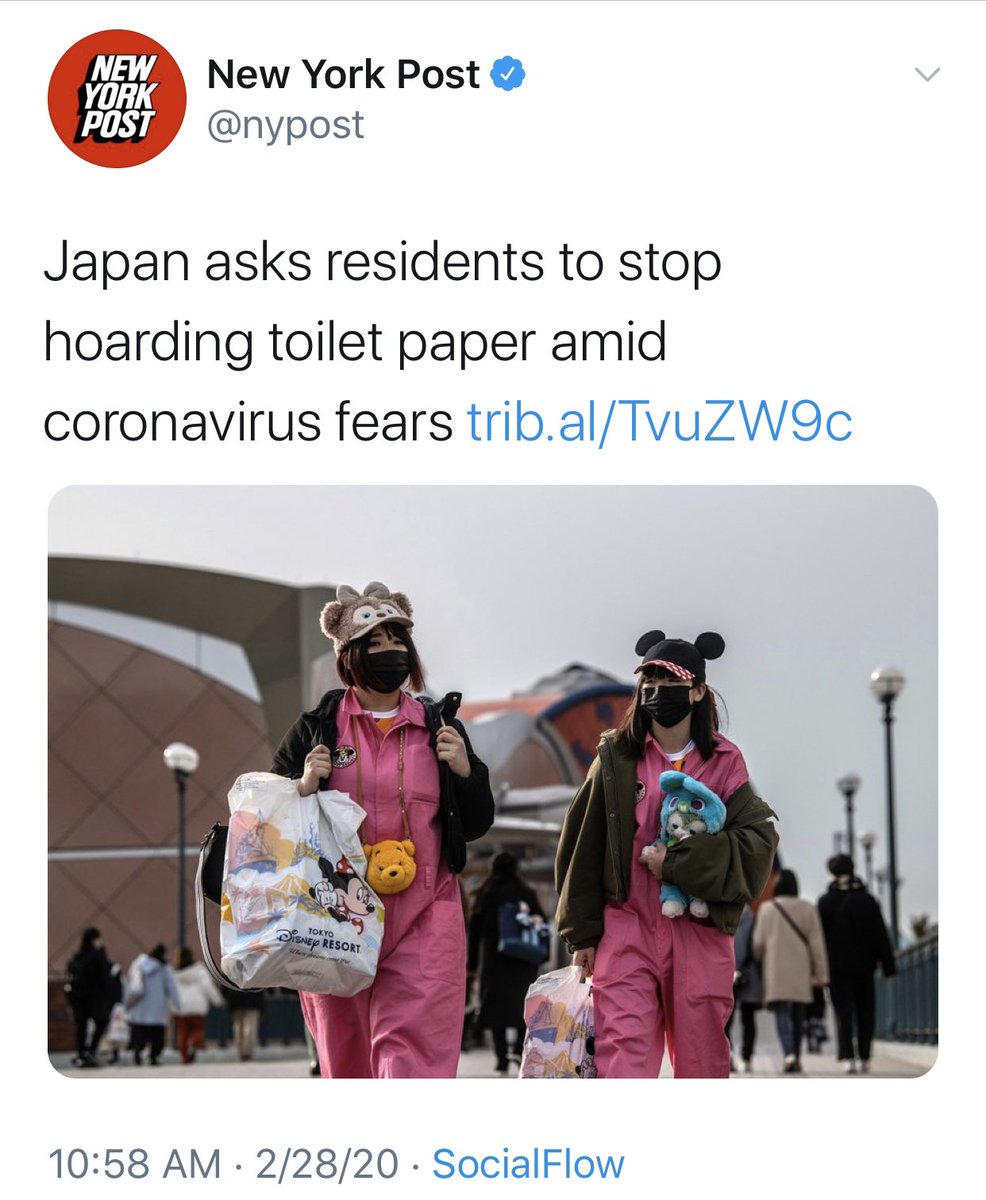 NEW
YORK
POST
New York Post
@nypost
Japan asks residents to stop
hoarding toilet paper amid
coronavirus fears trib.al/TvuZW9c
TOKYO
DISNEY RESORT
10:58 AM · 2/28/20 · SocialFlow